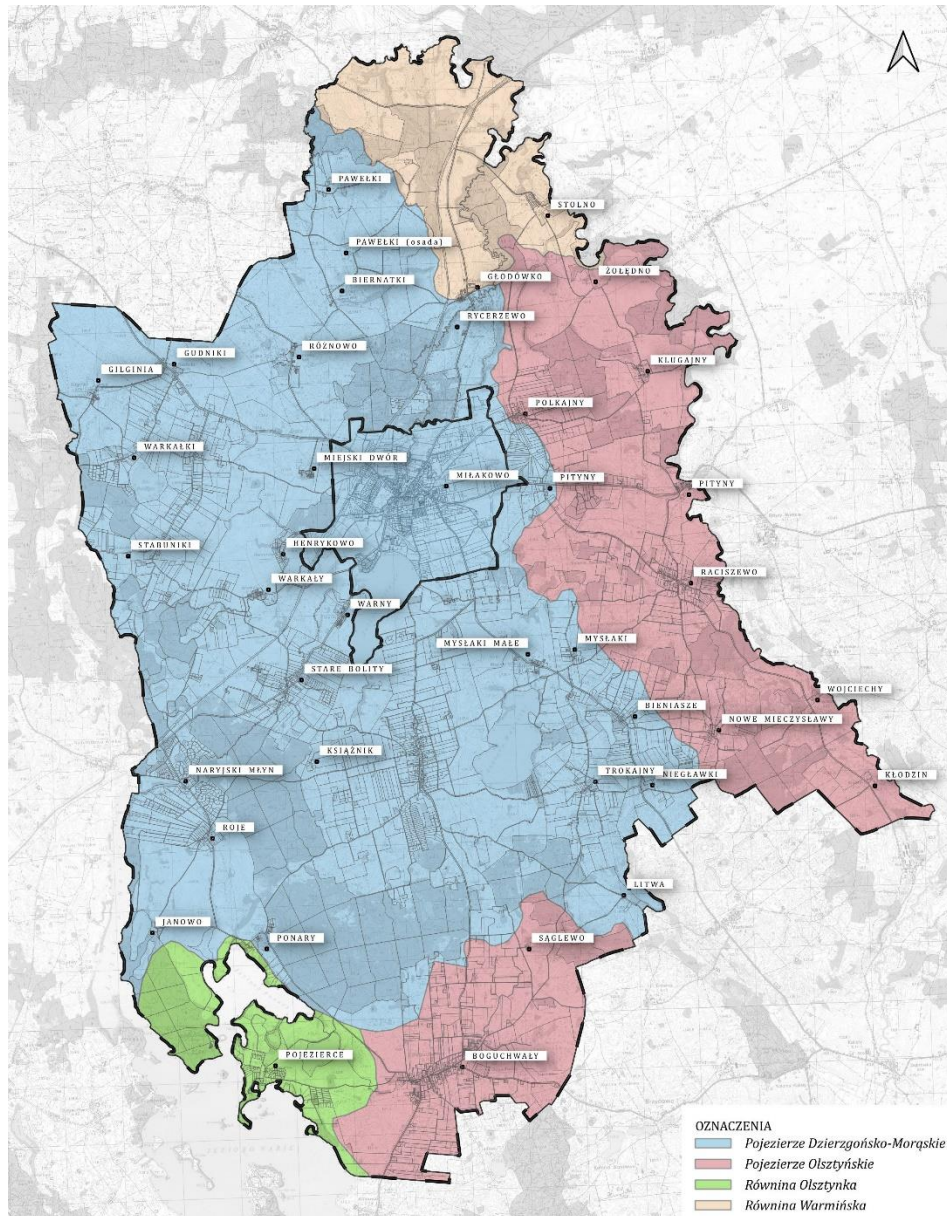 PAWEŁKI
STOLNO
PAWEŁKI (osada)
ŻOŁĘDNO
BIERNATKI
GŁODÓWKO
RYCERZEWO
RÓŻNOWO
GUDNIKI
KLUGAJNY
GILGINIA
POLKAJNY
WARKAŁKI
MIEJSKI DWÓR
MIŁAKOWO
PITYNY
PITYNY
STABUNIKI
HENRYKOWO
RACISZEWO
WARKAŁY
WARNY
MYSŁAKI MAŁE
MYSŁAKI
STARE BOLITY
WOJCIECHY
BIENIASZE
NOWE MIECZYSŁAWY
KSIĄŻNIK
NARYJSKI MŁYN
TROKAJNY
NIEGŁAWKI
KŁODZIN
ROJE
LITWA
JANOWO
PONARY
SĄGLEWO
POJEZIERCE
BOGUCHWAŁY
OZNACZENIA
Pojezierze Dzierzgońsko-Morąskie
Pojezierze Olsztyńskie
Równina Olsztynka
Równina Warmińska